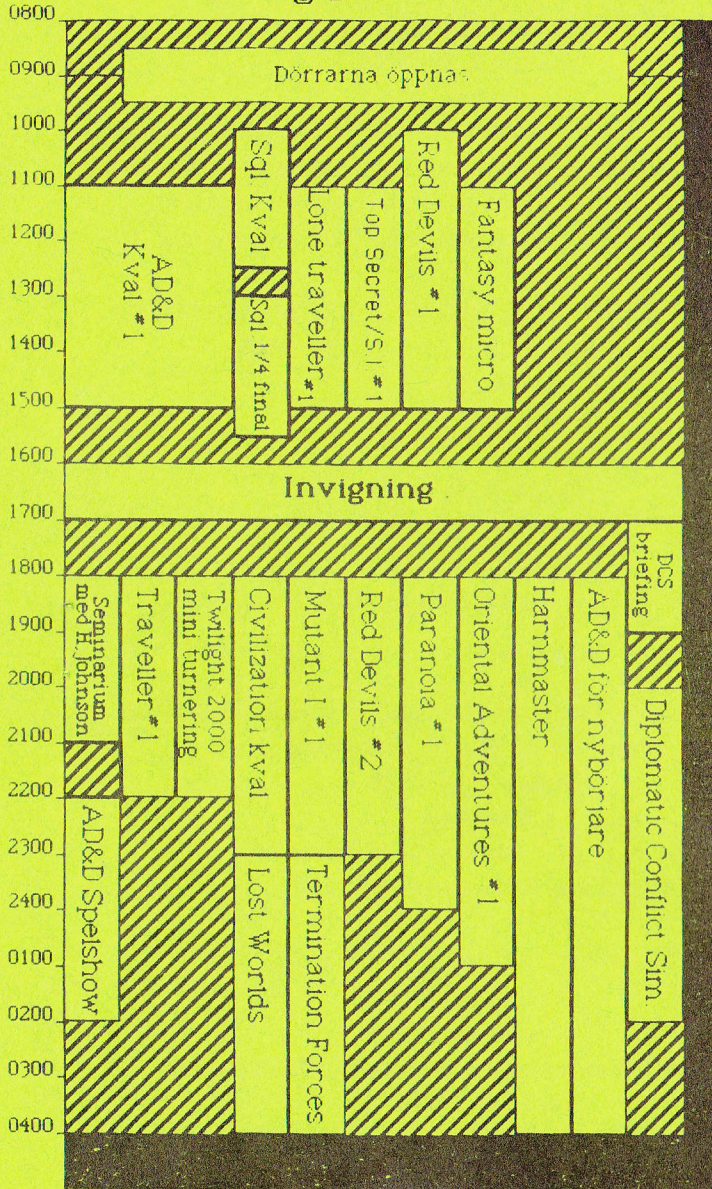 0800
0900
1000
1100
1200
1300
1400
1500
1600
1700
1800
1900
2000
2100
2200
2300
2400
0100
0200
0300
0400
Dörrarna öppnas
AD&D
Kval #1
Sq1 Kval
Sq1 1/4 final
Lone traveller #1
Top Secret/S.I #1
Red Devils #1
Fantasy micro
Invigning
DCS
briefing
Seminarium
med H. Johnson
Traveller #1
Twilight 2000
mini turnering
Civilization kval
Mutant I #1
Red Devils #2
Paranoia #1
Oriental Adventures #1
Harnmaster
AD&D för nybörjare
Diplomatic Conflict Sim.
AD&D Spelshow
Lost Worlds
Termination Forces